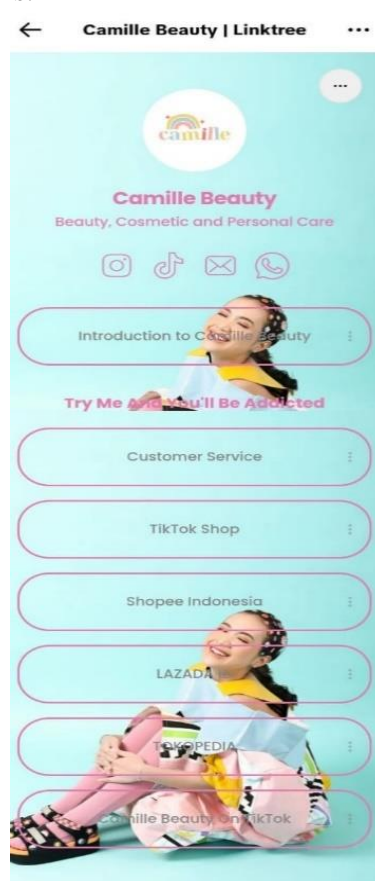 Camille Beauty | Linktree
camille
Camille Beauty
Beauty, Cosmetic and Personal Care
Introduction to Camille Beauty
Try Me And You'll Be Addicted
Customer Service
TikTok Shop
Shopee Indonesia
LAZADA
TOKOPEDIA
Camille Beauty On TikTok